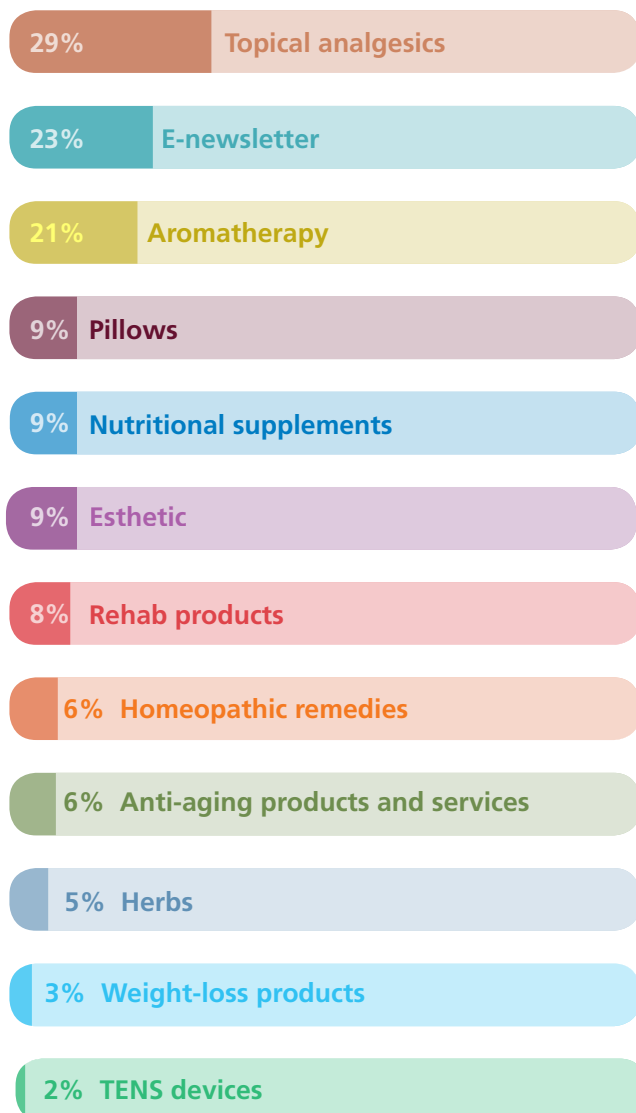 29% Topical analgesics
23% E-newsletter
21% Aromatherapy
9% Pillows
9% Nutritional supplements
9% Esthetic
8% Rehab products
6% Homeopathic remedies
6% Anti-aging products and services
5% Herbs
3% Weight-loss products
2% TENS devices